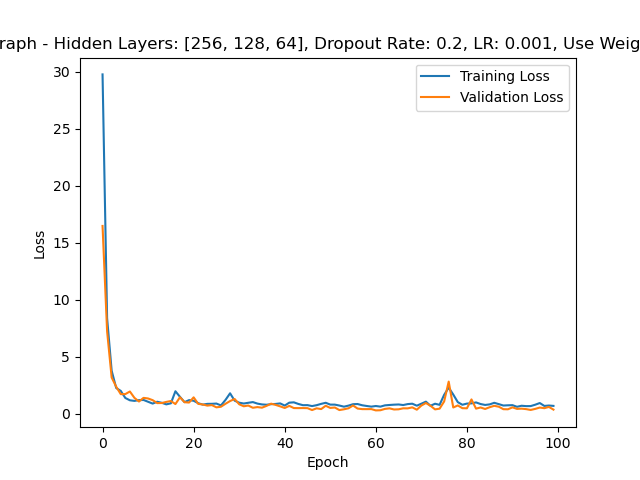 raph - Hidden Layers: [256, 128, 64], Dropout Rate: 0.2, LR: 0.001, Use Weig
Training Loss
Validation Loss
30
25
20
15
10
5
0
Loss
0 20 40 60 80 100
Epoch